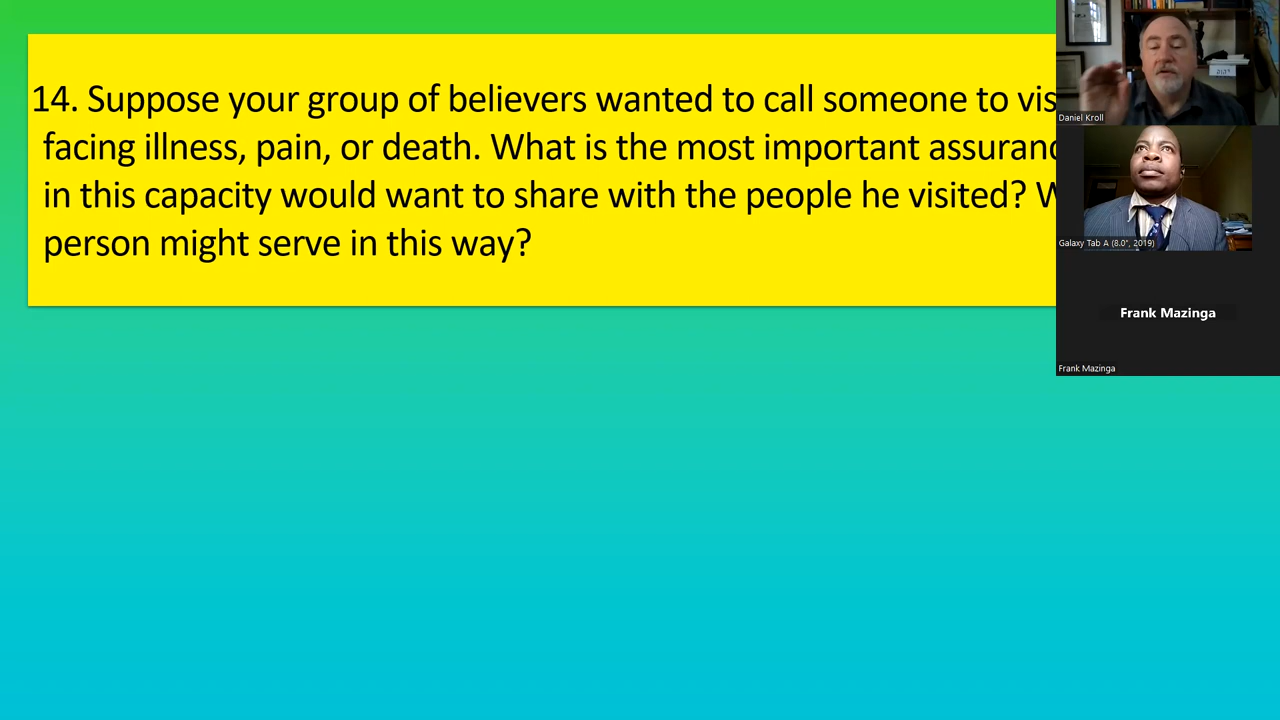 14. Suppose your group of believers wanted to call someone to
facing illness, pain, or death. What is the most important
in this capacity would want to share with the people he visited?
person might serve in this way?
Daniel Kroll
Galaxy Tab A (8.0", 2019)
Frank Mazinga
Frank Mazinga